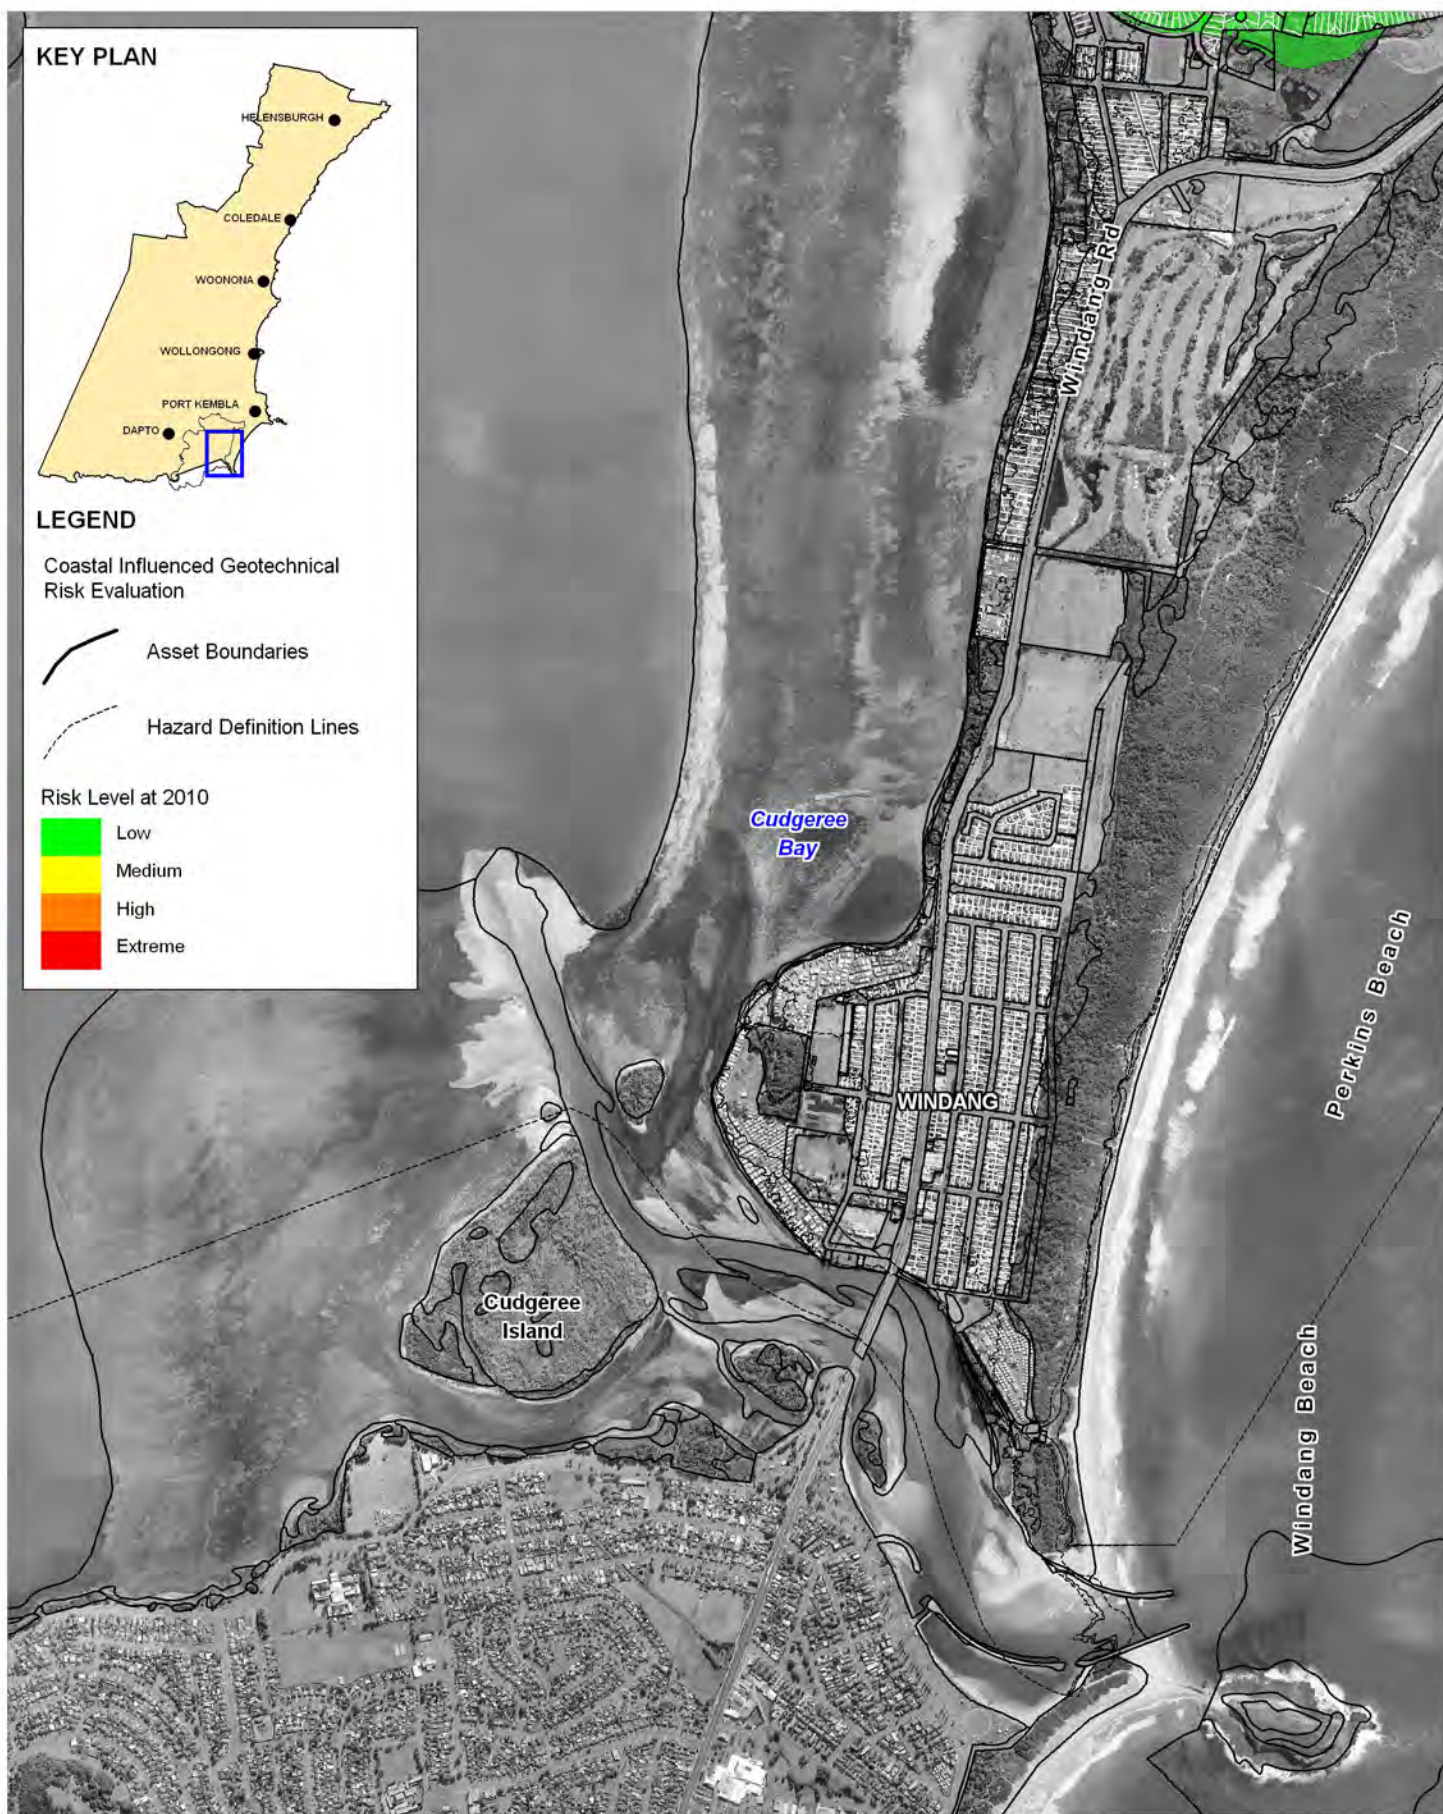 KEY PLAN
HELENSBURGH
COLEDALE
WOONONA
WOLLONGONG
PORT KEMBLA
DAPTO
LEGEND
Coastal Influenced Geotechnical
Risk Evaluation
Asset Boundaries
Hazard Definition Lines
Risk Level at 2010
Low
Medium
High
Extreme
Windang Rd
Cudgeree
Bay
Perkins Beach
WINDANG
Cudgeree
Island
Windang Beach